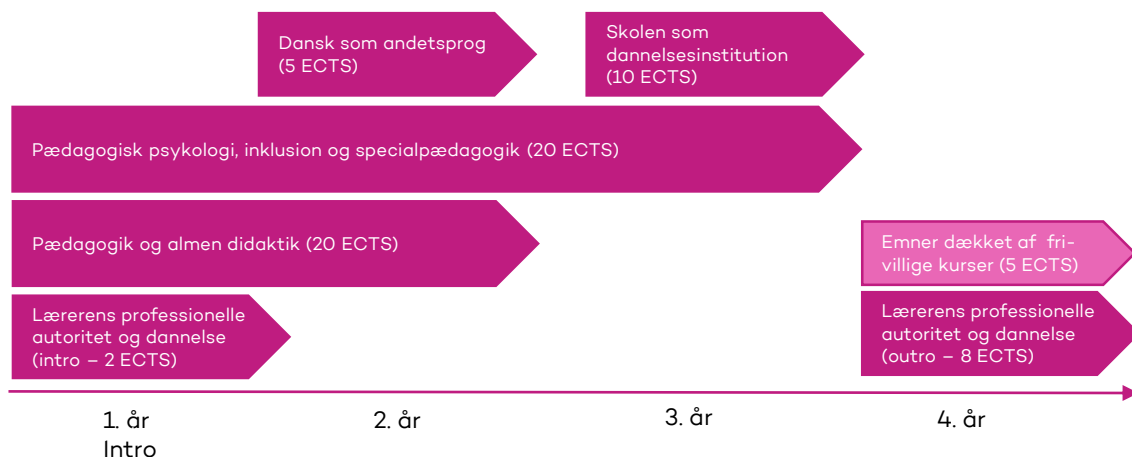 Dansk som andetsprog
(5 ECTS)
Skolen som
dannelsesinstitution
(10 ECTS)
Pædagogisk psykologi, inklusion og specialpædagogik (20 ECTS)
Pædagogik og almen didaktik (20 ECTS)
Emner dækket af fri-
villige kurser (5 ECTS)
Lærerens professionelle
autoritet og dannelse
(intro – 2 ECTS)
Lærerens professionelle
autoritet og dannelse
(outro – 8 ECTS)
1. år
Intro
2. år
3. år
4. år